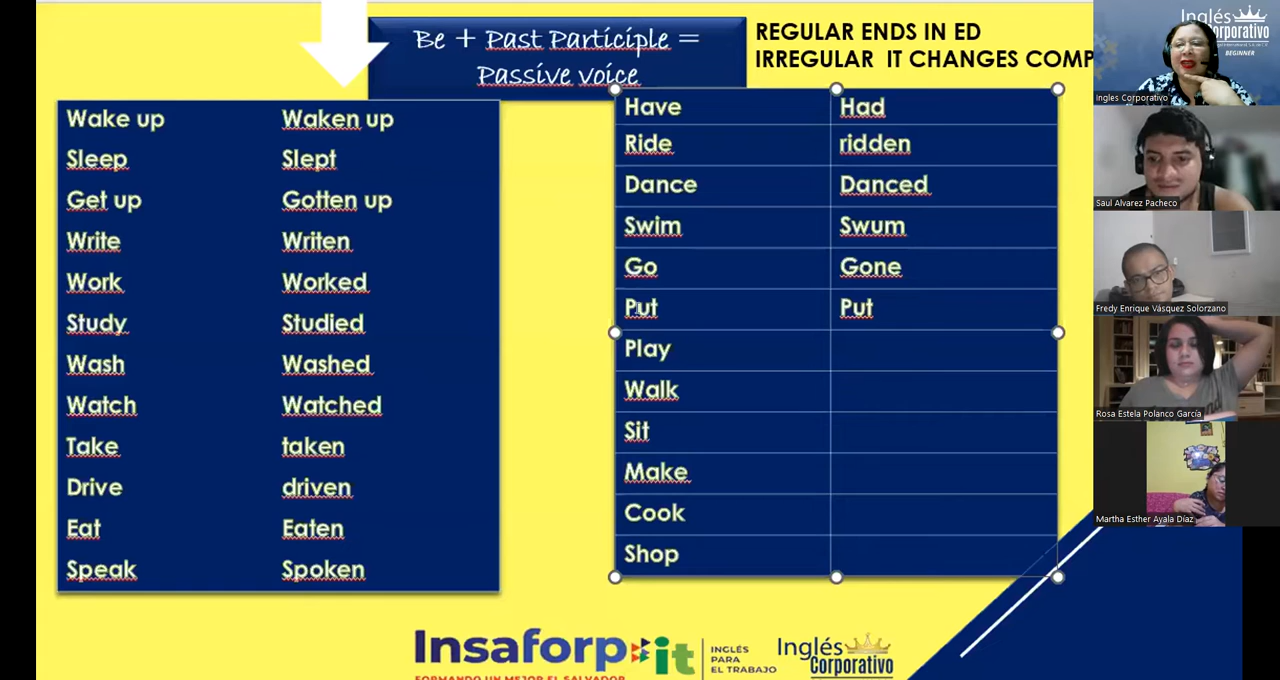 Be + Past Participle =
Passive voice
REGULAR ENDS IN ED
IRREGULAR IT CHANGES COMP
Wake up Waken up
Sleep Slept
Get up Gotten up
Write Writen
Work Worked
Study Studied
Wash Washed
Watch Watched
Take taken
Drive driven
Eat Eaten
Speak Spoken
Have Had
Ride ridden
Dance Danced
Swim Swum
Go Gone
Put Put
Play
Walk
Sit
Make
Cook
Shop
Insaforp it
FORMANDO UN MEJOR EL SALVADOR
INGLÉS
PARA
EL TRABAJO
Inglés
Corporativo
Inglés
Corporativo
BEGINNER
Ingles Corporativo
Saul Alvarez Pacheco
Fredy Enrique Vásquez Solorzano
Rosa Estela Polanco García
Martha Esther Ayala Díaz